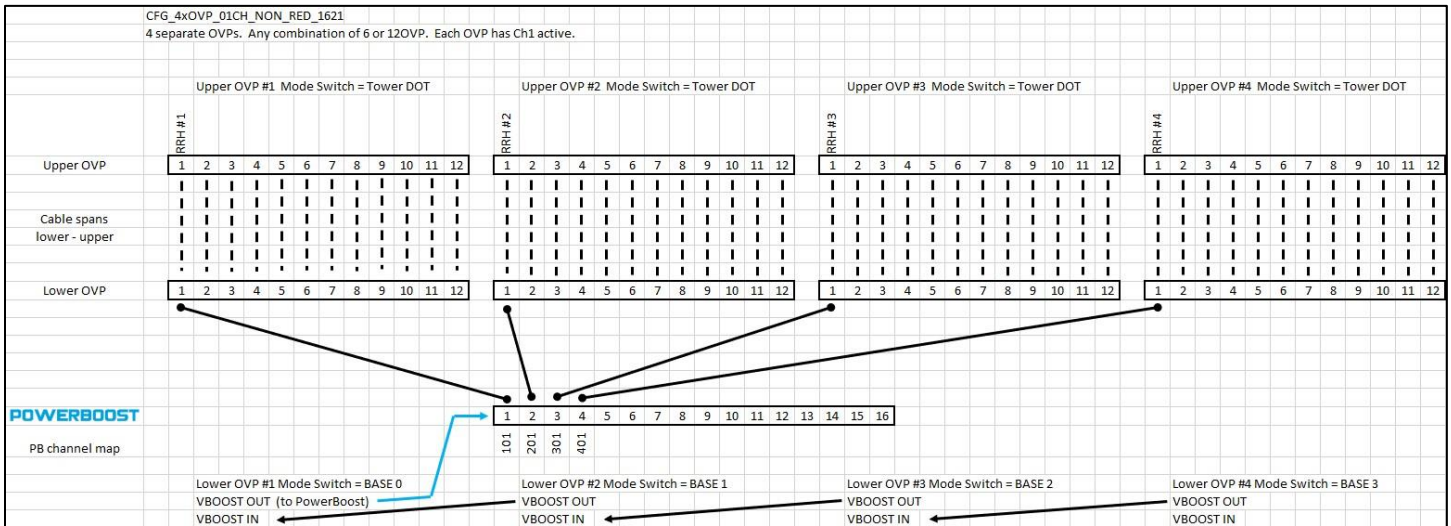 CFG_4xOVP_01CH_NON_RED_1621
4 separate OVPs. Any combination of 6 or 12OVP. Each OVP has Ch1 active.
Upper OVP #1 Mode Switch = Tower DOT Upper OVP #2 Mode Switch = Tower DOT Upper OVP #3 Mode Switch = Tower DOT Upper OVP #4 Mode Switch = Tower DOT
RRH #1 RRH #2 RRH #3 RRH #4
Upper OVP 1 2 3 4 5 6 7 8 9 10 11 12 1 2 3 4 5 6 7 8 9 10 11 12 1 2 3 4 5 6 7 8 9 10 11 12 1 2 3 4 5 6 7 8 9 10 11 12
Cable spans
lower - upper
Lower OVP 1 2 3 4 5 6 7 8 9 10 11 12 1 2 3 4 5 6 7 8 9 10 11 12 1 2 3 4 5 6 7 8 9 10 11 12 1 2 3 4 5 6 7 8 9 10 11 12
POWERBOOST 1 2 3 4 5 6 7 8 9 10 11 12 13 14 15 16
PB channel map 101 201 301 401
Lower OVP #1 Mode Switch = BASE 0 Lower OVP #2 Mode Switch = BASE 1 Lower OVP #3 Mode Switch = BASE 2 Lower OVP #4 Mode Switch = BASE 3
VBOOST OUT (to PowerBoost) VBOOST OUT VBOOST OUT VBOOST OUT
VBOOST IN VBOOST IN VBOOST IN VBOOST IN